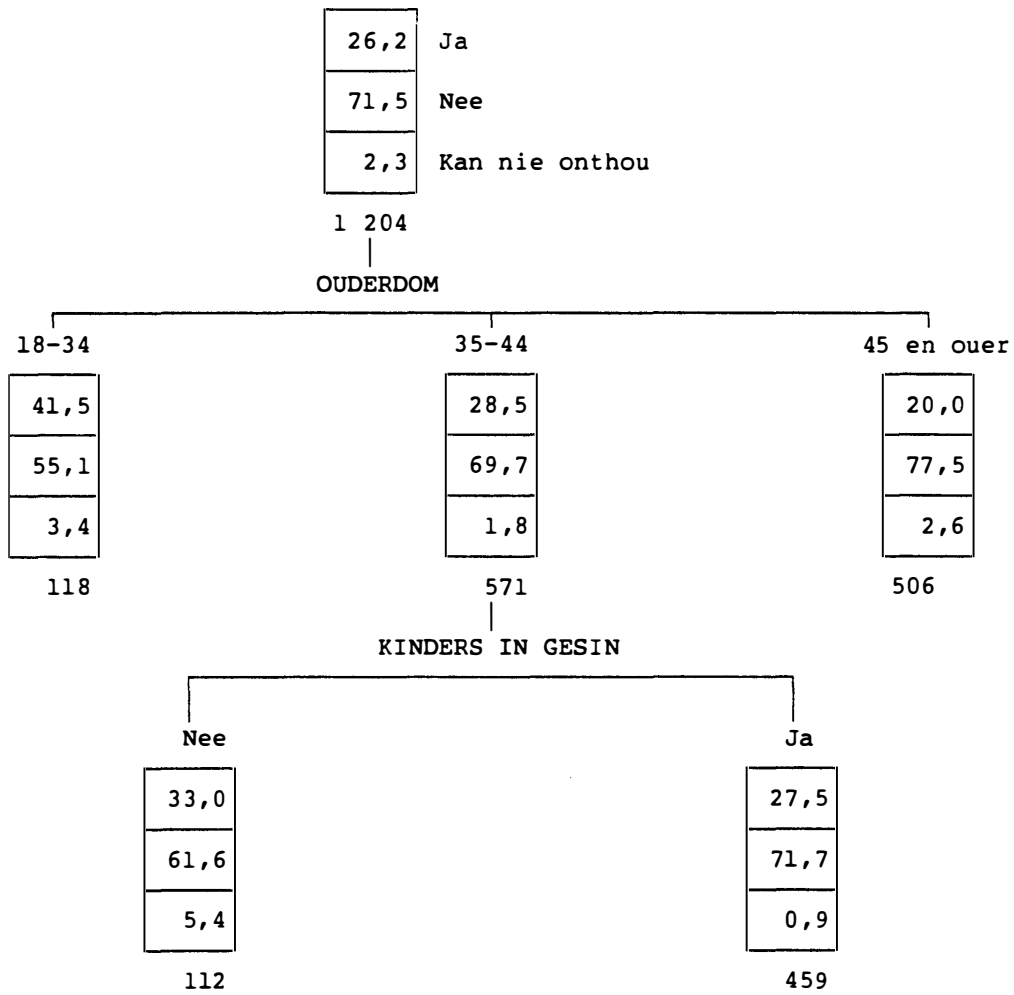 26,2 Ja
71,5 Nee
2,3 Kan nie onthou
1 204
OUDERDOM
18-34 35-44 45 en ouer
41,5 28,5 20,0
55,1 69,7 77,5
3,4 1,8 2,6
118 571 506
KINDERS IN GESIN
Nee Ja
33,0 27,5
61,6 71,7
5,4 0,9
112 459